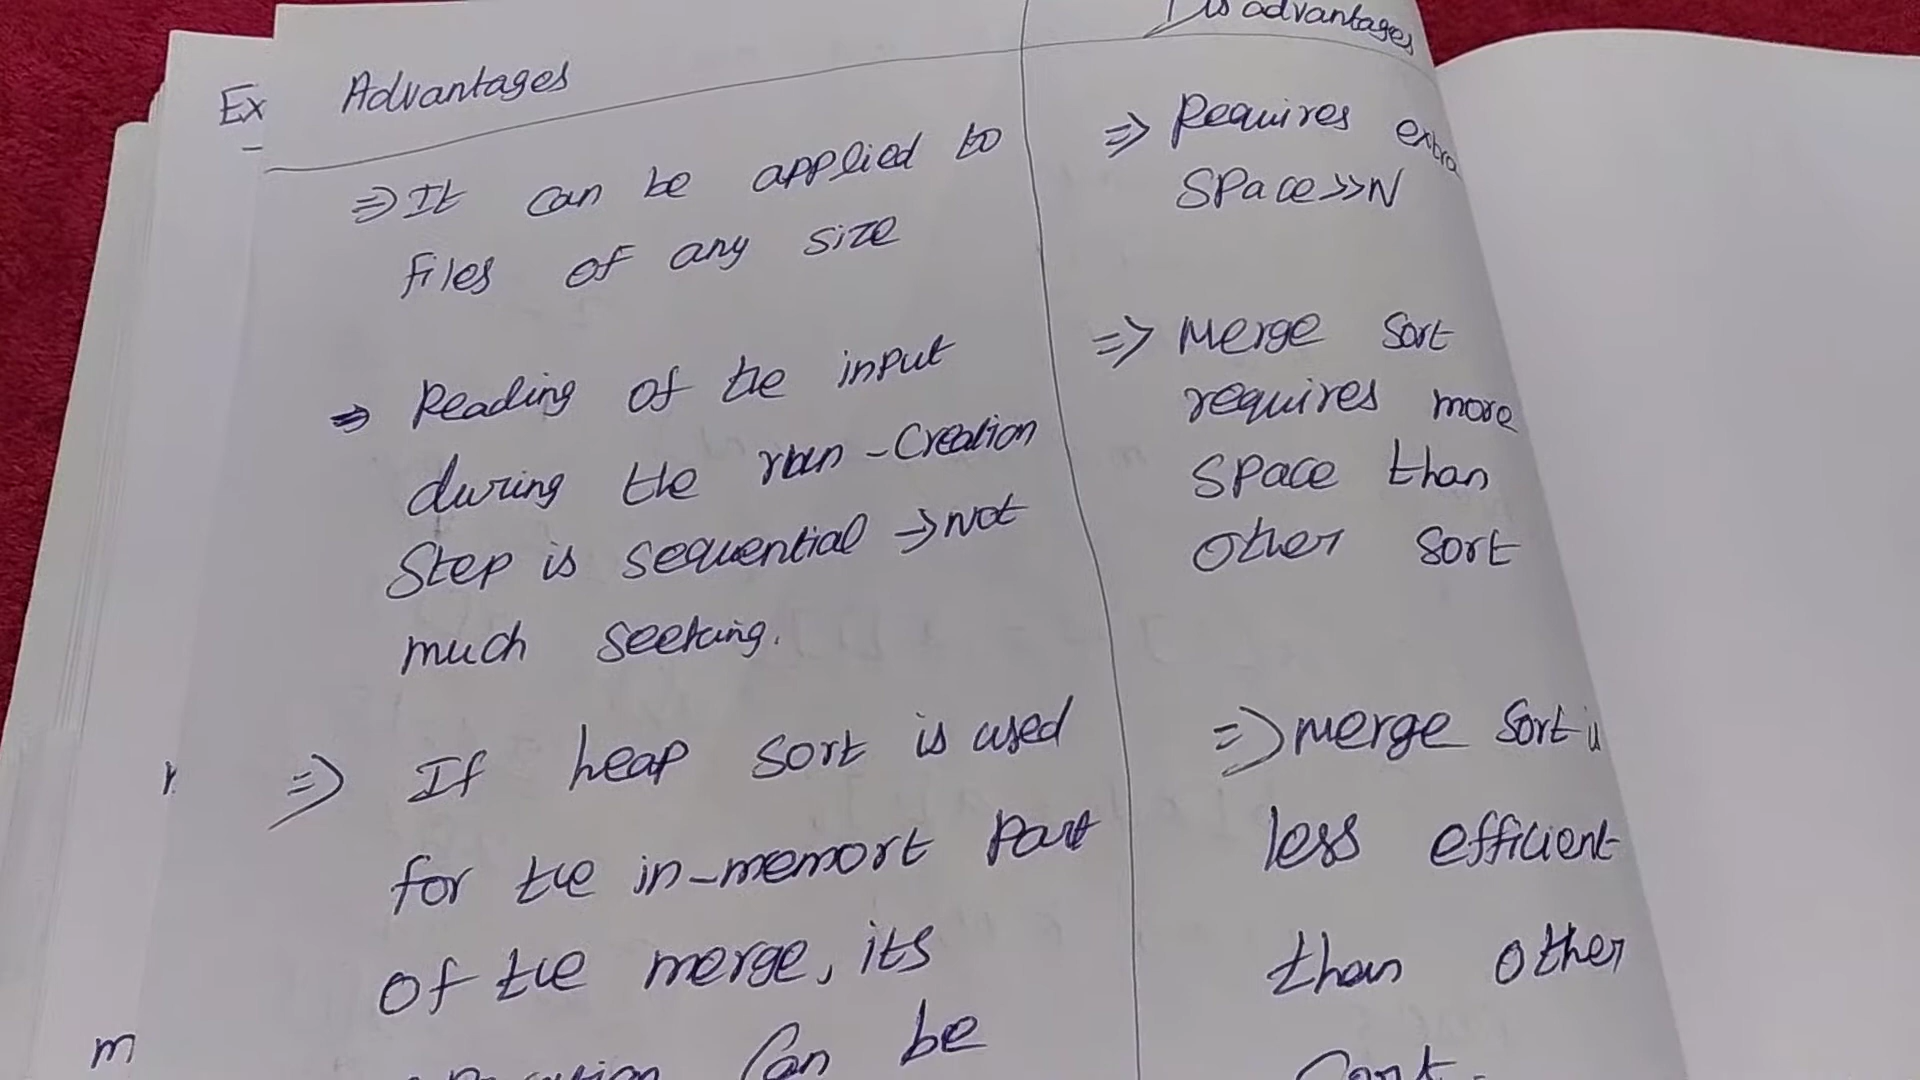 Ex
Advantages
⇒ It can be applied to
files of any size
⇒ Reading of the input
during the run-Creation
Step is sequential → Not
much seeking.
⇒ If heap sort is used
for the in-memort Part
of the merge, its
Can be
Disadvantages
⇒ Requires extra
SPace>>N
⇒ Merge Sort
requires more
space than
other sort
⇒ merge sort is
less efficient
than other
Sort.
m